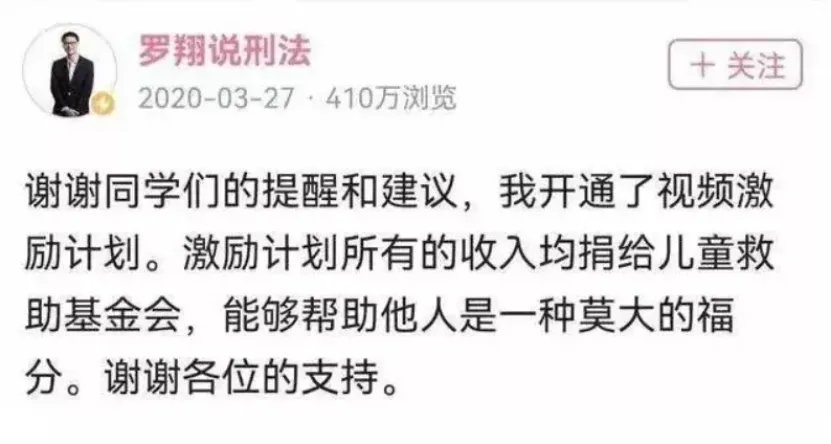 罗翔说刑法
2020-03-27 · 410万浏览
＋ 关注
谢谢同学们的提醒和建议，我开通了视频激
励计划。激励计划所有的收入均捐给儿童救
助基金会，能够帮助他人是一种莫大的福
分。谢谢各位的支持。